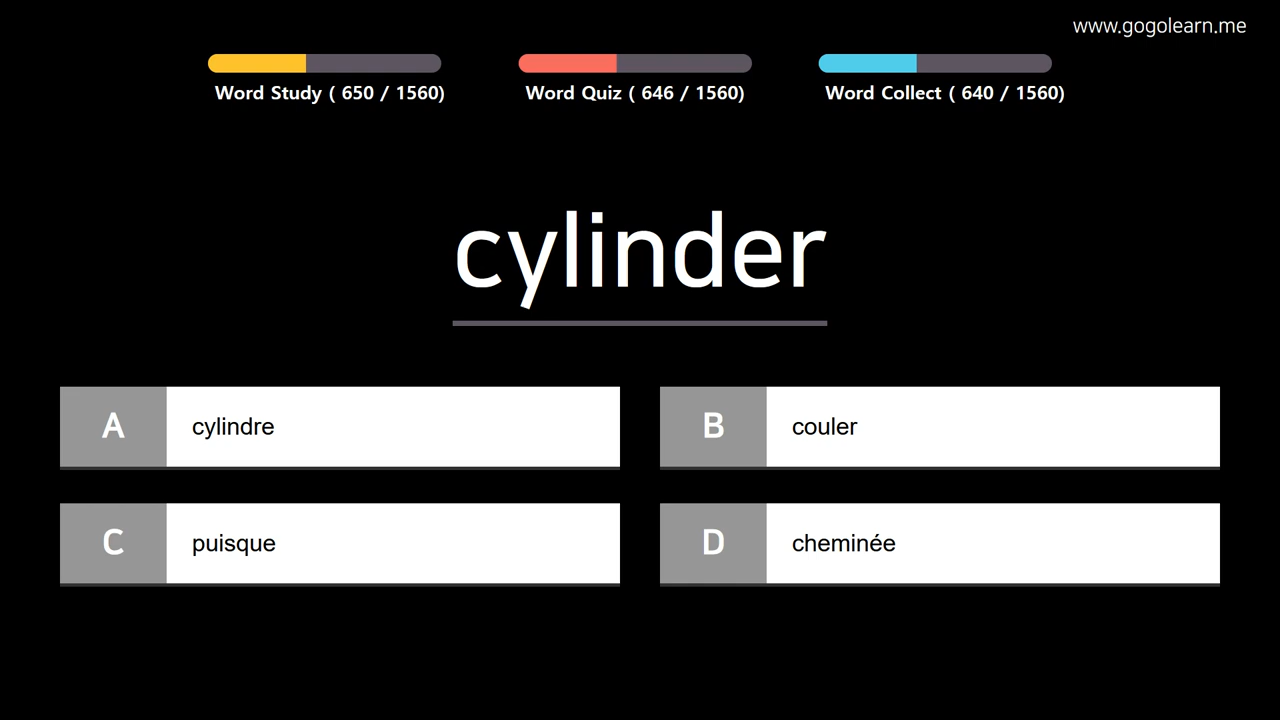 www.gogolearn.me
Word Study ( 650 / 1560)
Word Quiz ( 646 / 1560)
Word Collect ( 640 / 1560)
cylinder
A cylindre
B couler
C puisque
D cheminée